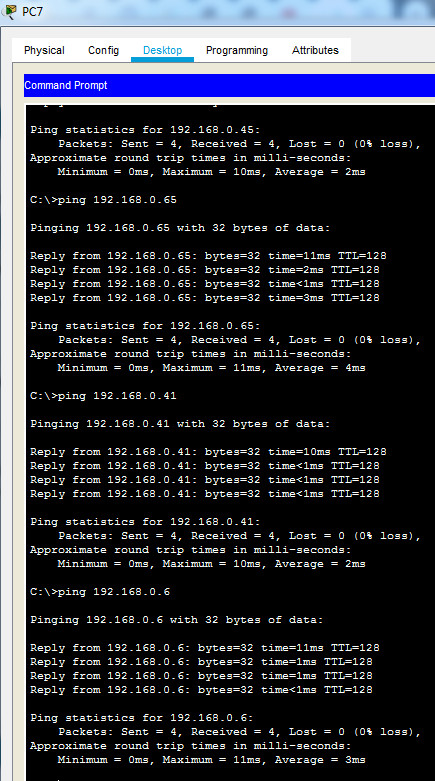 PC7
Physical Config Desktop Programming Attributes
Command Prompt
Ping statistics for 192.168.0.45:
Packets: Sent = 4, Received = 4, Lost = 0 (0% loss),
Approximate round trip times in milli-seconds:
Minimum = 0ms, Maximum = 10ms, Average = 2ms
C:\>ping 192.168.0.65
Pinging 192.168.0.65 with 32 bytes of data:
Reply from 192.168.0.65: bytes=32 time=11ms TTL=128
Reply from 192.168.0.65: bytes=32 time=2ms TTL=128
Reply from 192.168.0.65: bytes=32 time<1ms TTL=128
Reply from 192.168.0.65: bytes=32 time=3ms TTL=128
Ping statistics for 192.168.0.65:
Packets: Sent = 4, Received = 4, Lost = 0 (0% loss),
Approximate round trip times in milli-seconds:
Minimum = 0ms, Maximum = 11ms, Average = 4ms
C:\>ping 192.168.0.41
Pinging 192.168.0.41 with 32 bytes of data:
Reply from 192.168.0.41: bytes=32 time=10ms TTL=128
Reply from 192.168.0.41: bytes=32 time<1ms TTL=128
Reply from 192.168.0.41: bytes=32 time<1ms TTL=128
Reply from 192.168.0.41: bytes=32 time<1ms TTL=128
Ping statistics for 192.168.0.41:
Packets: Sent = 4, Received = 4, Lost = 0 (0% loss),
Approximate round trip times in milli-seconds:
Minimum = 0ms, Maximum = 10ms, Average = 2ms
C:\>ping 192.168.0.6
Pinging 192.168.0.6 with 32 bytes of data:
Reply from 192.168.0.6: bytes=32 time=11ms TTL=128
Reply from 192.168.0.6: bytes=32 time=1ms TTL=128
Reply from 192.168.0.6: bytes=32 time=1ms TTL=128
Reply from 192.168.0.6: bytes=32 time<1ms TTL=128
Ping statistics for 192.168.0.6:
Packets: Sent = 4, Received = 4, Lost = 0 (0% loss),
Approximate round trip times in milli-seconds:
Minimum = 0ms, Maximum = 11ms, Average = 3ms